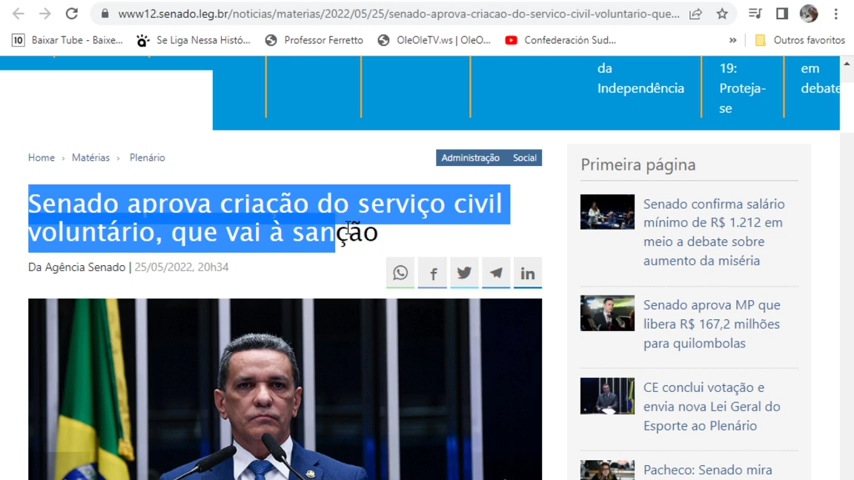 www12.senado.leg.br/noticias/materias/2022/05/25/senado-aprova-criacao-do-servico-civil-voluntario-que...
Baixar Tube - Baixe...
Se Liga Nessa Histó...
Professor Ferretto
OleOleTV.ws | OleO...
Confederación Sud...
»
Outros favoritos
da
Independência
19:
Proteja-
se
em
debate
Home › Matérias › Plenário
Administração Social
Senado aprova criação do serviço civil
voluntário, que vai à sanção
Da Agência Senado | 25/05/2022, 20h34
Primeira página
Senado confirma salário
mínimo de R$ 1.212 em
meio a debate sobre
aumento da miséria
Senado aprova MP que
libera R$ 167,2 milhões
para quilombolas
CE conclui votação e
envia nova Lei Geral do
Esporte ao Plenário
Pacheco: Senado mira